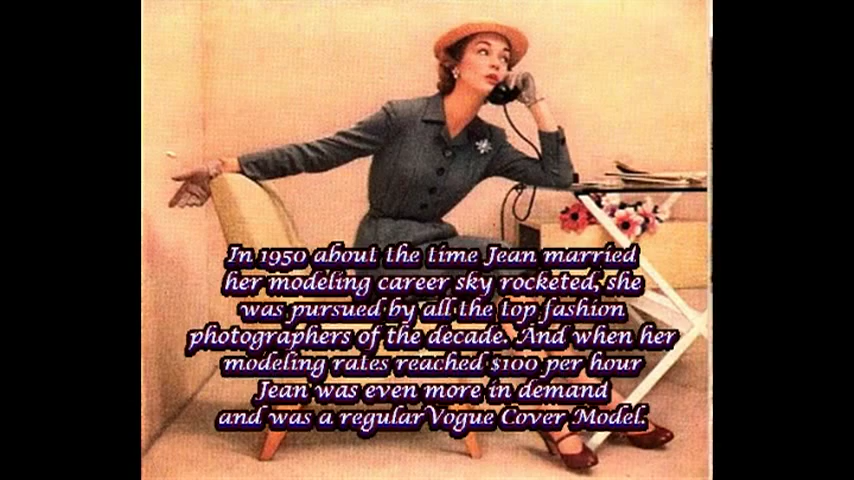 In 1950 about the time Jean married
her modeling career sky rocketed, she
was pursued by all the top fashion
photographers of the decade. And when her
modeling rates reached $100 per hour
Jean was even more in demand
and was a regular Vogue Cover Model.